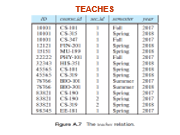 TEACHES
ID course_id sec_id semester year
10101 CS-101 1 Fall 2017
10101 CS-315 1 Spring 2018
10101 CS-347 1 Fall 2017
12121 FIN-201 1 Spring 2018
15151 MU-199 1 Spring 2018
22222 PHY-101 1 Fall 2017
32343 HIS-351 1 Spring 2018
45565 CS-101 1 Spring 2018
45565 CS-319 1 Spring 2018
76766 BIO-101 1 Summer 2017
76766 BIO-301 1 Summer 2018
83821 CS-190 1 Spring 2017
83821 CS-190 2 Spring 2017
83821 CS-319 2 Spring 2018
98345 EE-181 1 Spring 2017
Figure A.7 The teaches relation.